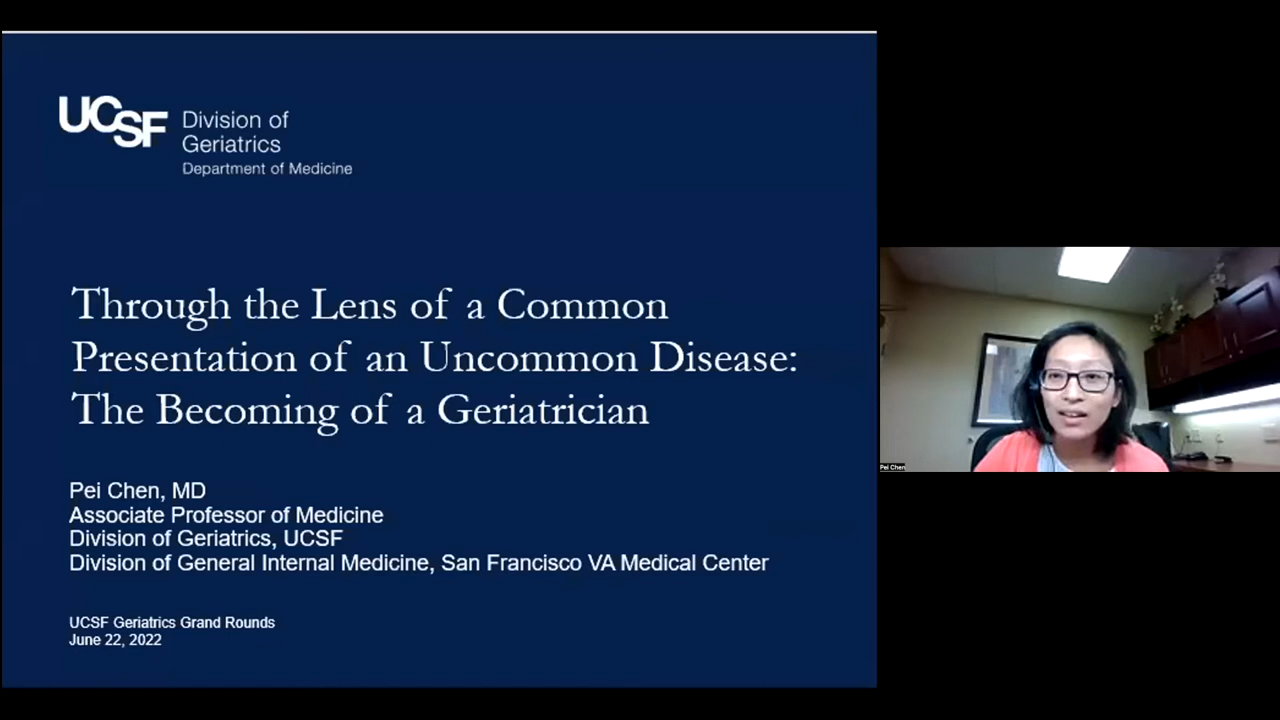 UCSF
Division of
Geriatrics
Department of Medicine
Through the Lens of a Common
Presentation of an Uncommon Disease:
The Becoming of a Geriatrician
Pei Chen, MD
Associate Professor of Medicine
Division of Geriatrics, UCSF
Division of General Internal Medicine, San Francisco VA Medical Center
UCSF Geriatrics Grand Rounds
June 22, 2022
Pei Chen